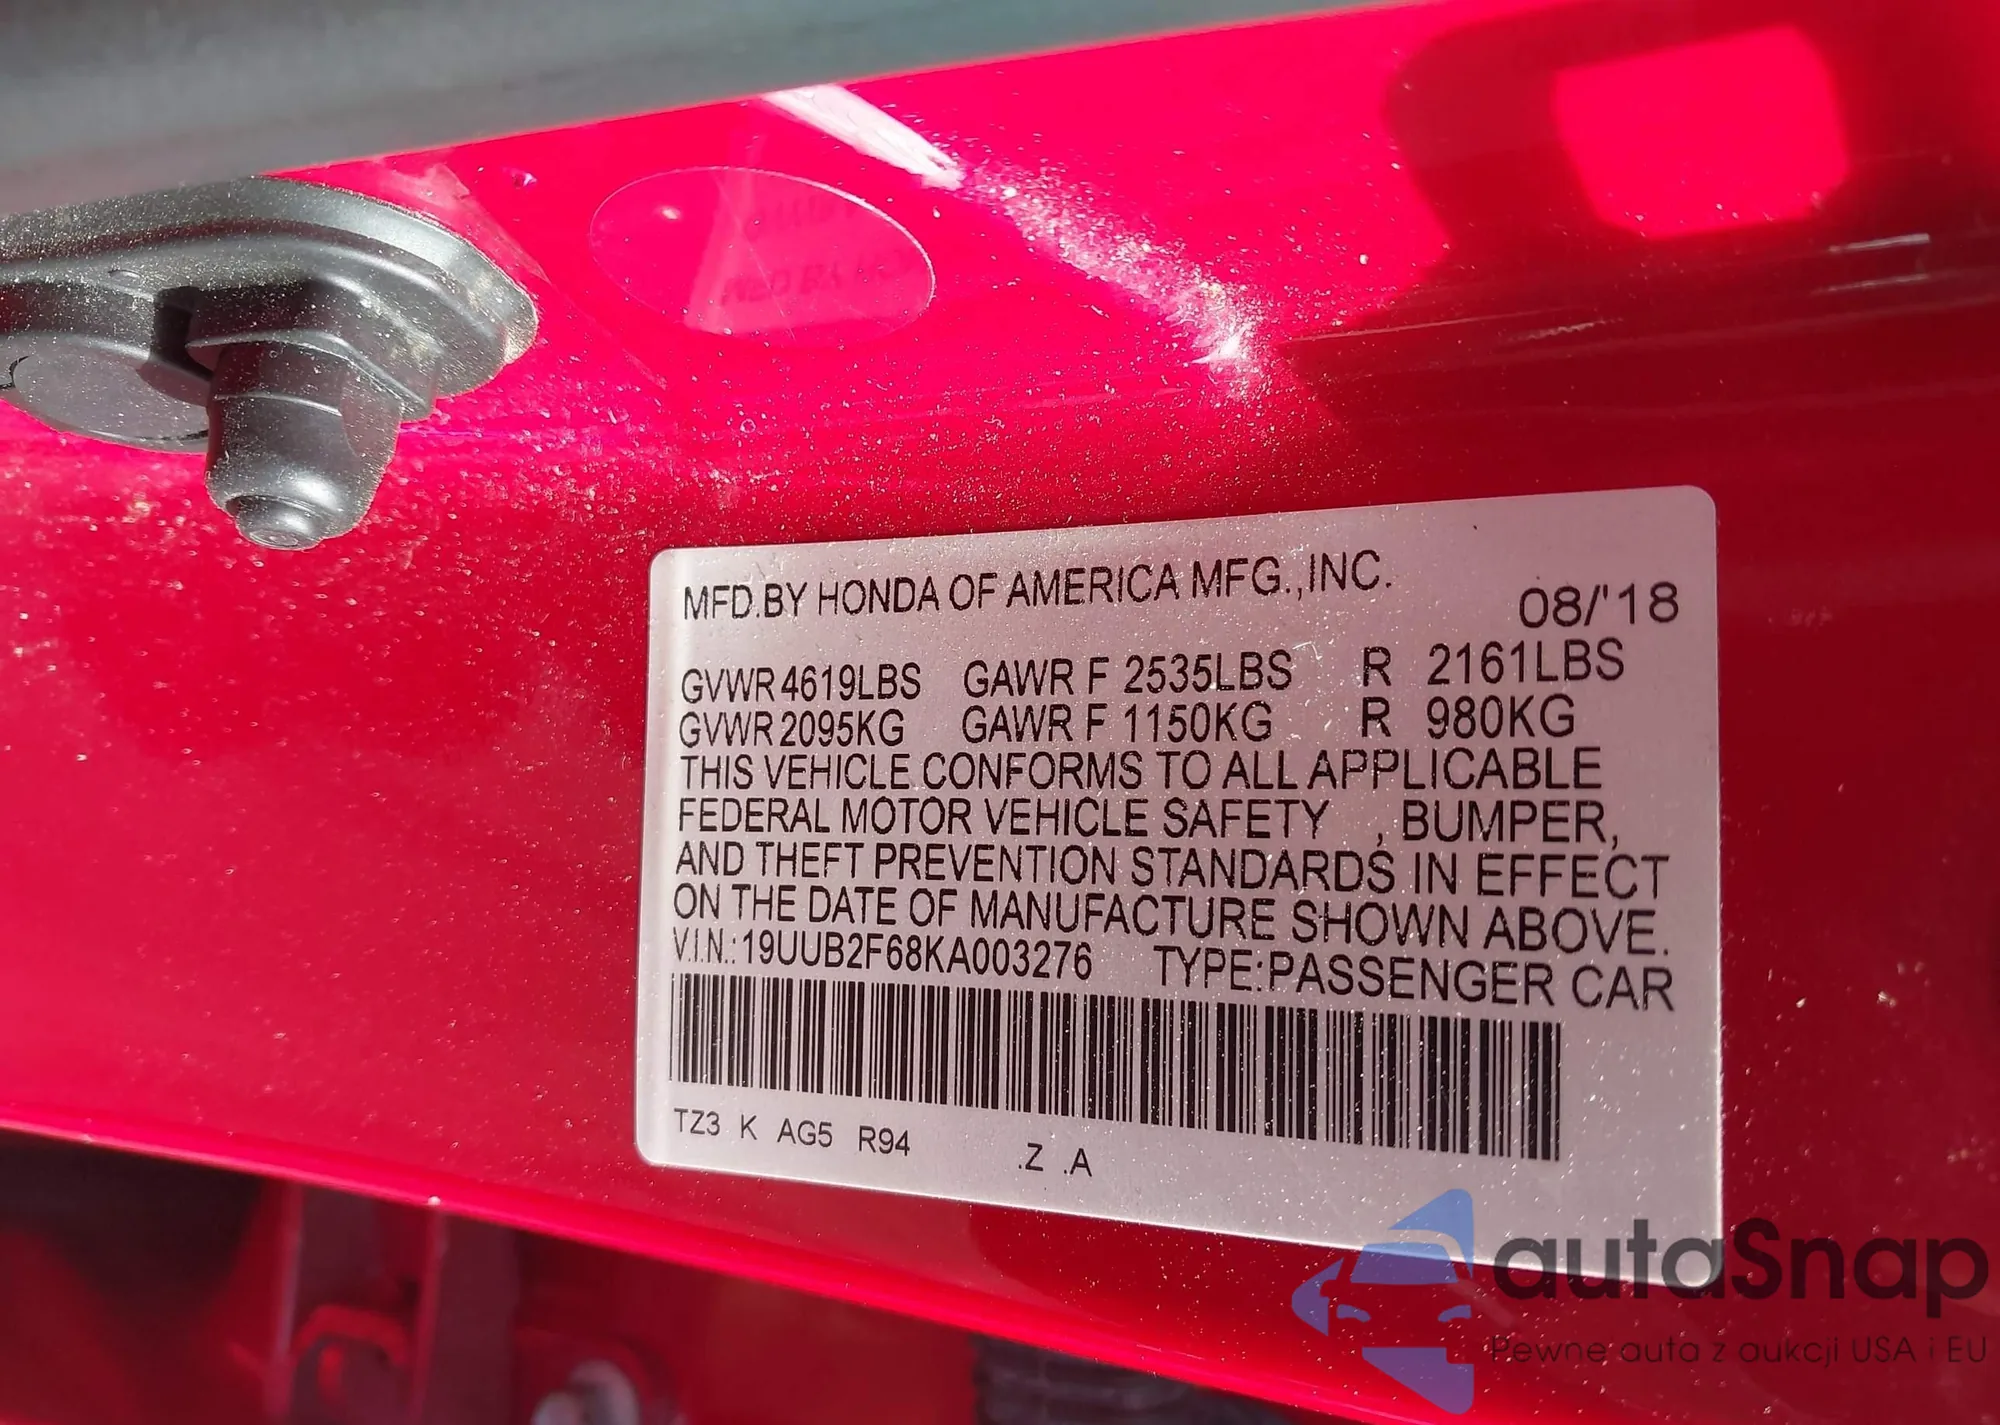 MFD.BY HONDA OF AMERICA MFG.,INC.
08/'18
GVWR 4619LBS GAWR F 2535LBS R 2161LBS
GVWR 2095KG GAWR F 1150KG R 980KG
THIS VEHICLE CONFORMS TO ALL APPLICABLE
FEDERAL MOTOR VEHICLE SAFETY , BUMPER,
AND THEFT PREVENTION STANDARDS IN EFFECT
ON THE DATE OF MANUFACTURE SHOWN ABOVE.
V.I.N.:19UUB2F68KA003276 TYPE:PASSENGER CAR
TZ3 K AG5 R94 .Z .A
autaSnap
Pewne auta z aukcji USA i EU